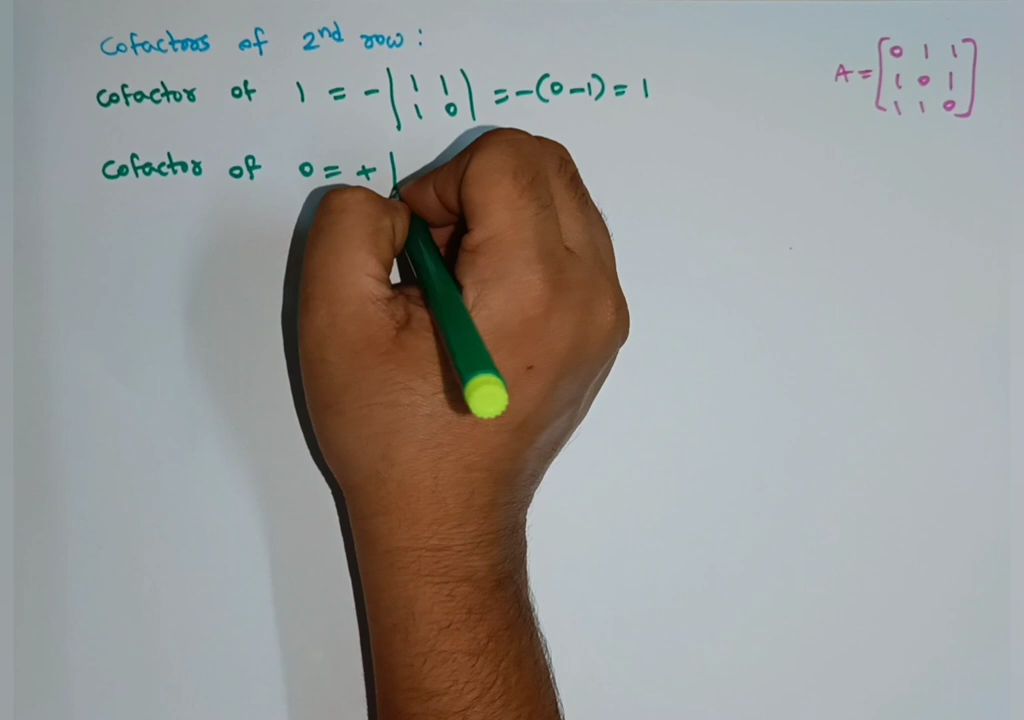 Cofactors of 2nd row :
cofactor of 1 = - | 1 1 | = -(0-1) = 1
| 1 0 |
cofactor of 0 = + |
A = [ 0 1 1 ]
[ 1 0 1 ]
[ 1 1 0 ]